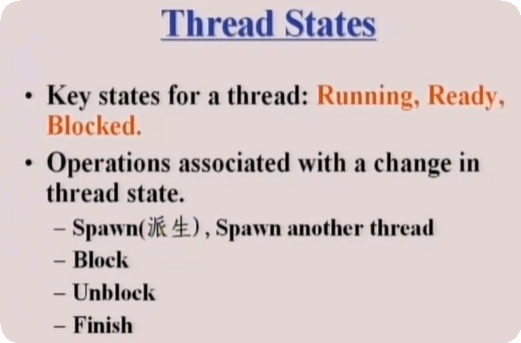 Thread States
• Key states for a thread: Running, Ready,
Blocked.
• Operations associated with a change in
thread state.
– Spawn(派生), Spawn another thread
– Block
– Unblock
– Finish